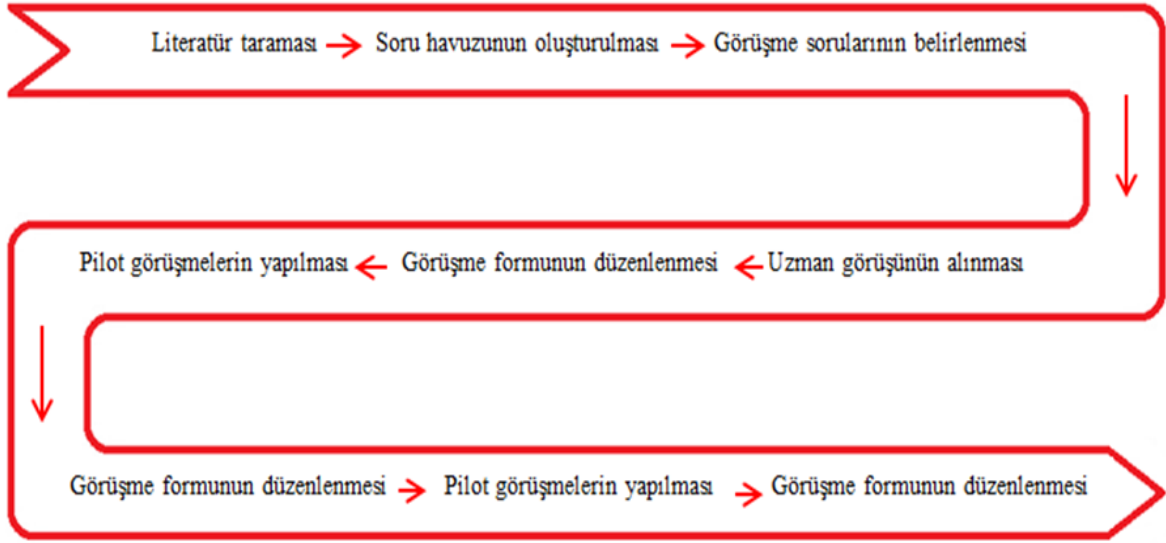 Literatür taraması → Soru havuzunun oluşturulması → Görüşme sorularının belirlenmesi
Pilot görüşmelerin yapılması ← Görüşme formunun düzenlenmesi ← Uzman görüşünün alınması
Görüşme formunun düzenlenmesi → Pilot görüşmelerin yapılması → Görüşme formunun düzenlenmesi